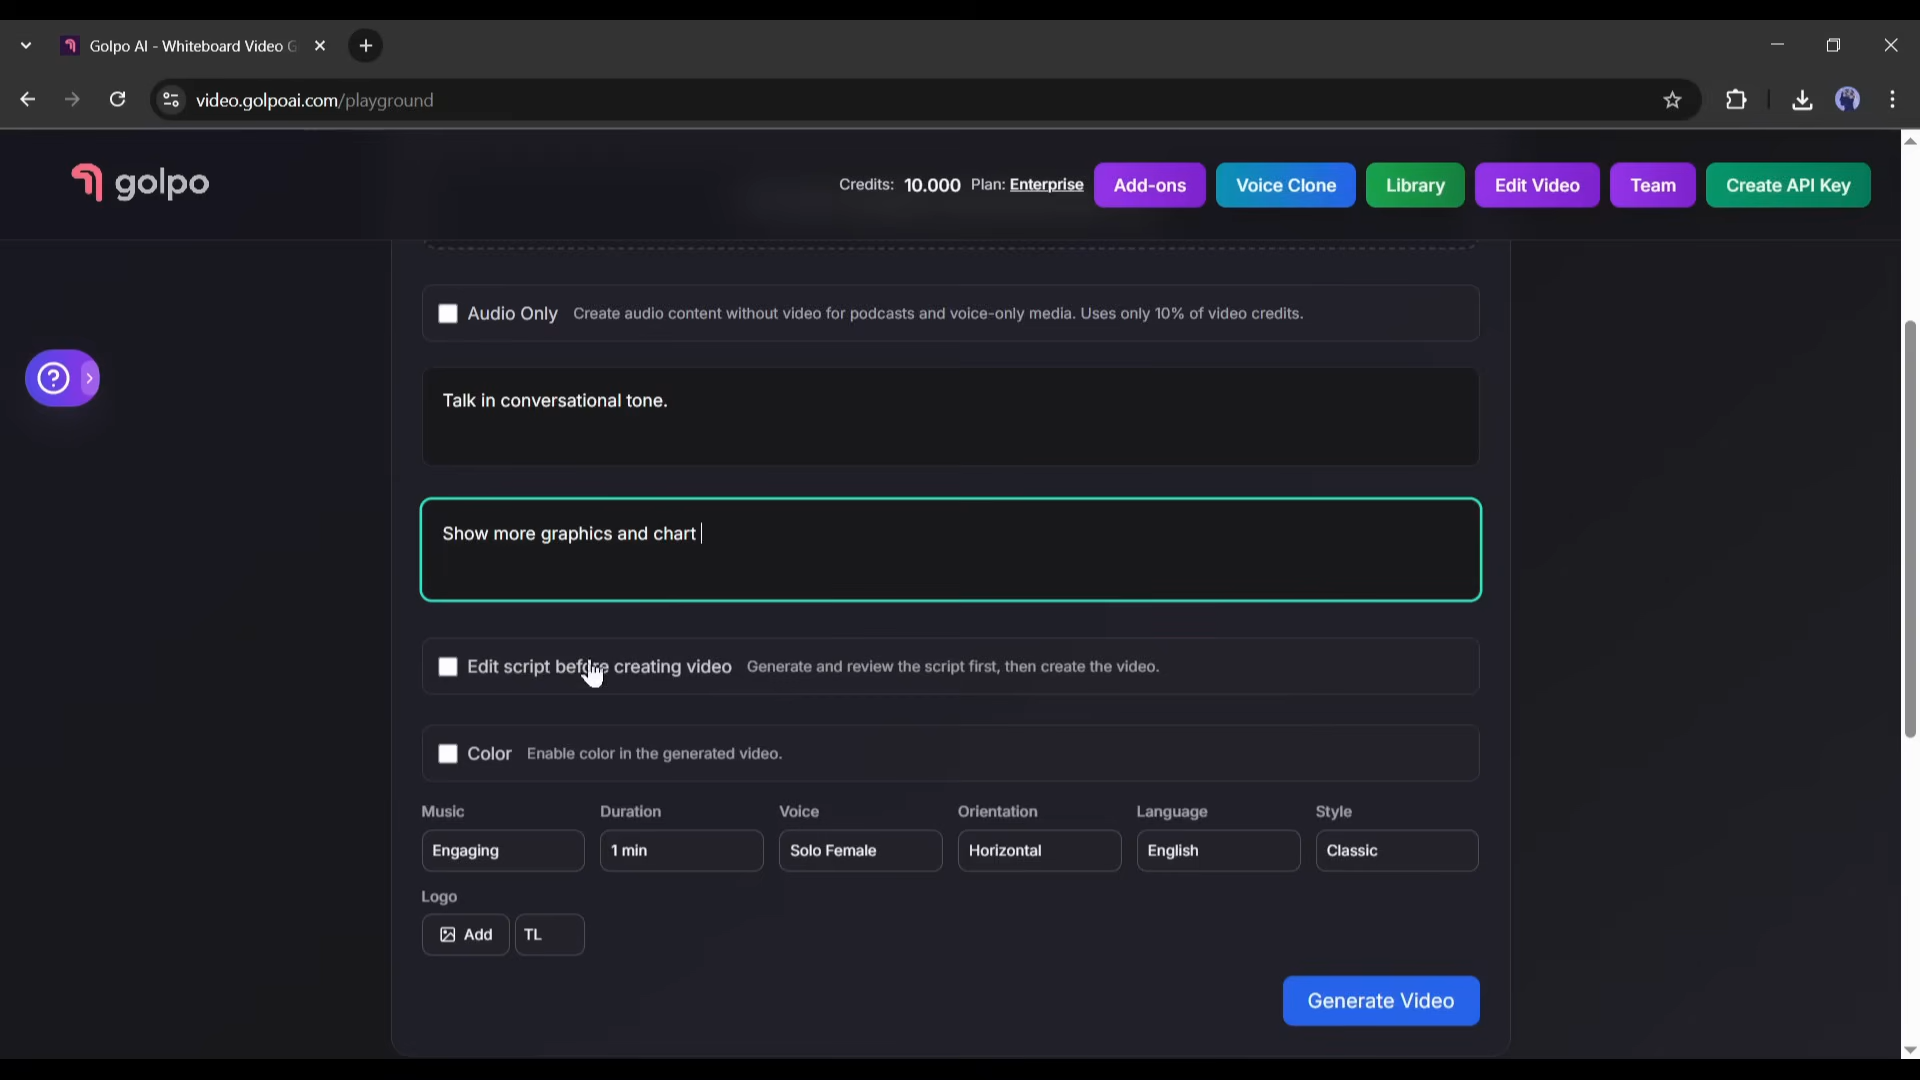 Golpo AI - Whiteboard Video G
video.golpoai.com/playground
golpo
Credits: 10.000 Plan: Enterprise
Add-ons
Voice Clone
Library
Edit Video
Team
Create API Key
Audio Only Create audio content without video for podcasts and voice-only media. Uses only 10% of video credits.
Talk in conversational tone.
Show more graphics and chart
Edit script before creating video Generate and review the script first, then create the video.
Color Enable color in the generated video.
Music Duration Voice Orientation Language Style
Engaging 1 min Solo Female Horizontal English Classic
Logo
Add TL
Generate Video